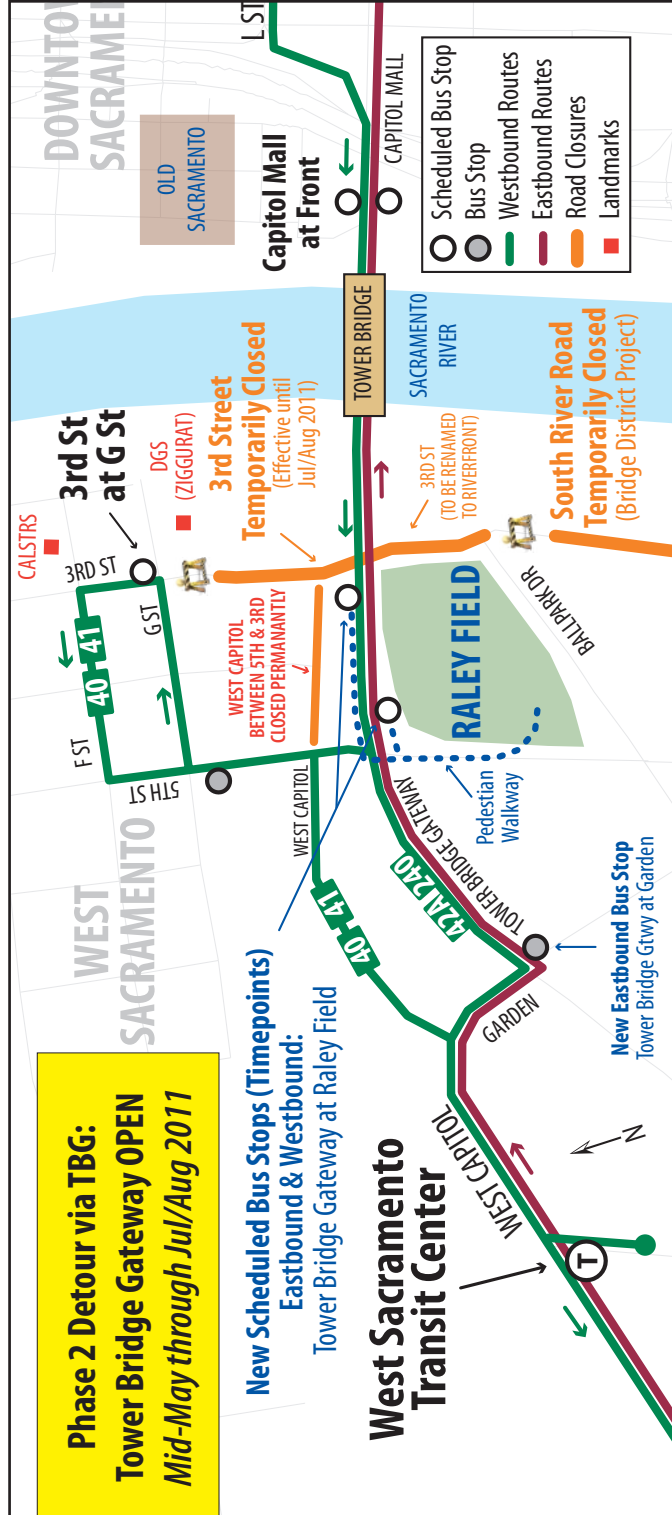 Phase 2 Detour via TBG:
Tower Bridge Gateway OPEN
Mid-May through Jul/Aug 2011
WEST
SACRAMENTO
DOWNTOW
SACRAMEN
CALSTRS
3RD ST
3rd St
at G St
DGS
(ZIGGURAT)
F ST
40
41
G ST
5TH ST
3rd Street
Temporarily Closed
(Effective until
Jul/Aug 2011)
WEST CAPITOL
BETWEEN 5TH & 3RD
CLOSED PERMANANTLY
OLD
SACRAMENTO
L ST
Capitol Mall
at Front
CAPITOL MALL
TOWER BRIDGE
SACRAMENTO
RIVER
New Scheduled Bus Stops (Timepoints)
Eastbound & Westbound:
Tower Bridge Gateway at Raley Field
WEST CAPITOL
40
41
42A/240
TOWER BRIDGE GATEWAY
GARDEN
WEST CAPITOL
West Sacramento
Transit Center
T
N
New Eastbound Bus Stop
Tower Bridge Gtwy at Garden
Pedestian
Walkway
RALEY FIELD
BALLPARK DR
3RD ST
(TO BE RENAMED
TO RIVERFRONT)
South River Road
Temporarily Closed
(Bridge District Project)
Scheduled Bus Stop
Bus Stop
Westbound Routes
Eastbound Routes
Road Closures
Landmarks